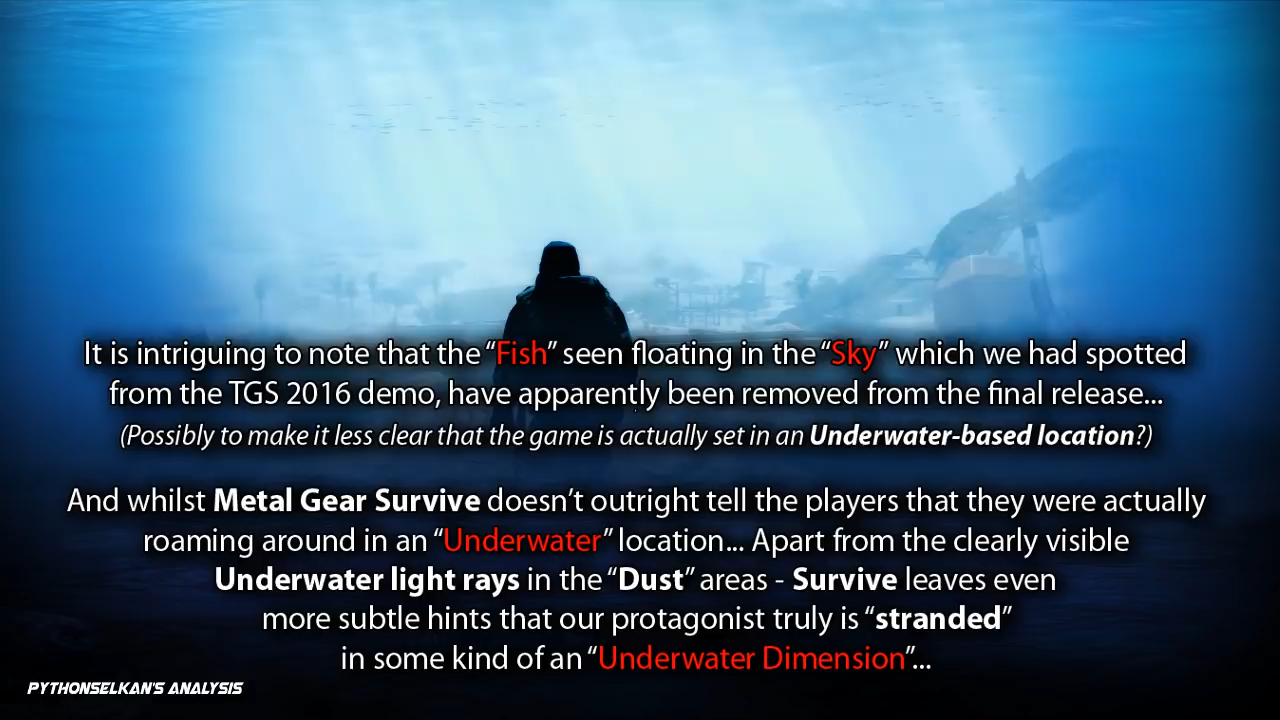 It is intriguing to note that the “Fish” seen floating in the “Sky” which we had spotted
from the TGS 2016 demo, have apparently been removed from the final release...
(Possibly to make it less clear that the game is actually set in an Underwater-based location?)
And whilst Metal Gear Survive doesn’t outright tell the players that they were actually
roaming around in an “Underwater” location... Apart from the clearly visible
Underwater light rays in the “Dust” areas - Survive leaves even
more subtle hints that our protagonist truly is “stranded”
in some kind of an “Underwater Dimension”...
PYTHONSELKAN'S ANALYSIS